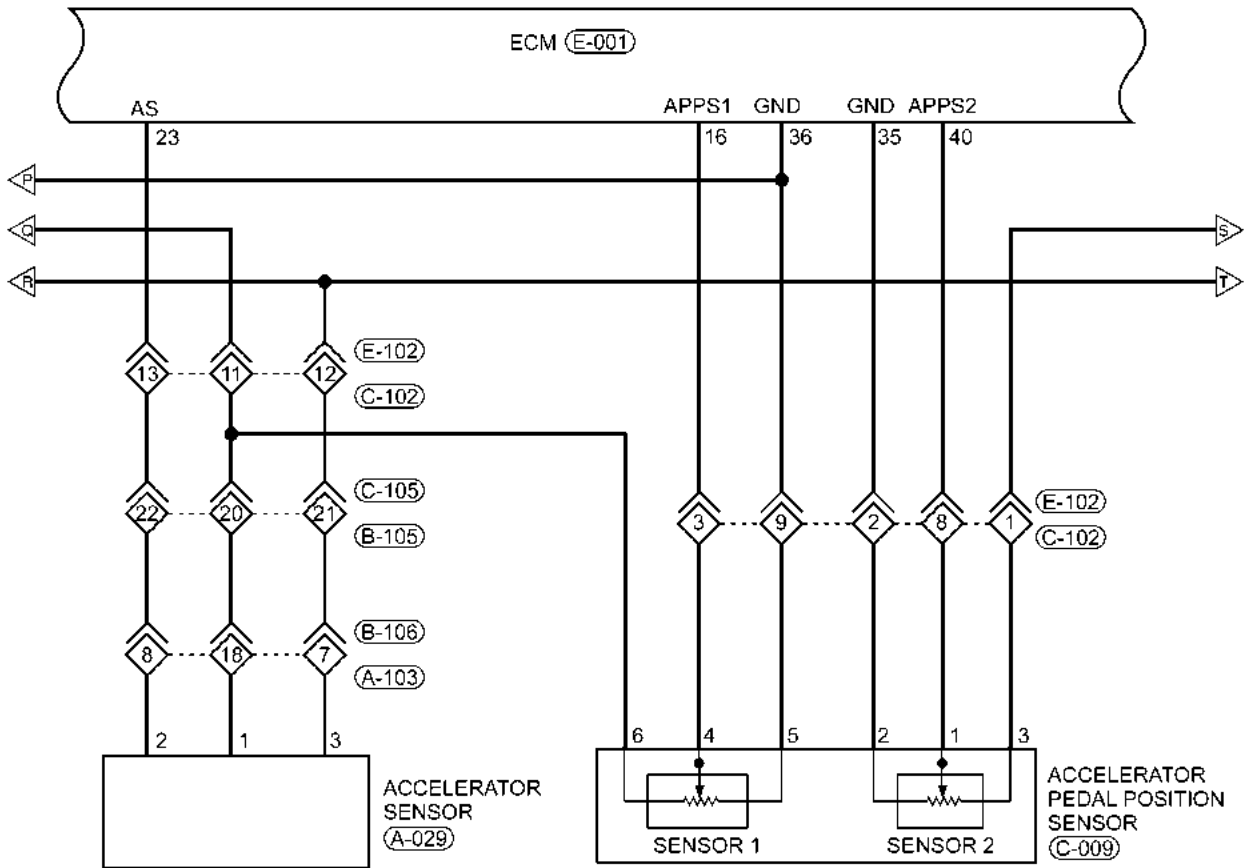 ECM E-001
AS APPS1 GND GND APPS2
23 16 36 35 40
P
Q S
R T
13 11 12 E-102
C-102
22 20 21 C-105
B-105
3 9 2 8 1 E-102
C-102
8 18 7 B-106
A-103
2 1 3 6 4 5 2 1 3
ACCELERATOR
SENSOR
A-029
SENSOR 1 SENSOR 2
ACCELERATOR
PEDAL POSITION
SENSOR
C-009